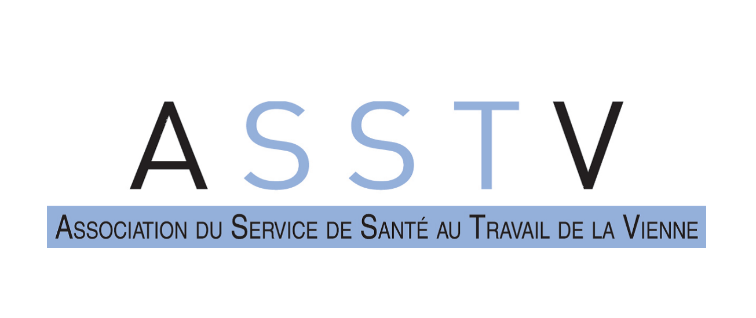 ASSTV
ASSOCIATION DU SERVICE DE SANTÉ AU TRAVAIL DE LA VIENNE